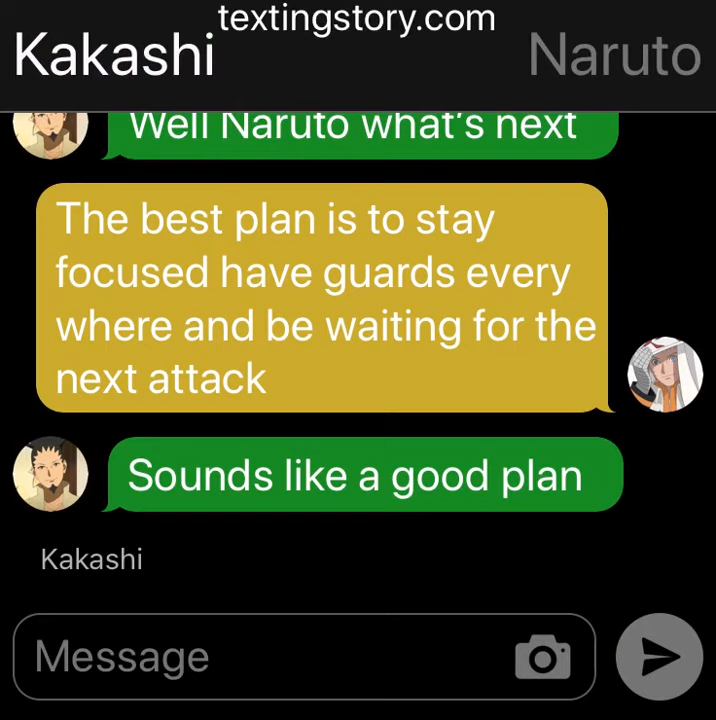 textingstory.com
Kakashi
Naruto
Well Naruto what's next
The best plan is to stay
focused have guards every
where and be waiting for the
next attack
Sounds like a good plan
Kakashi
Message